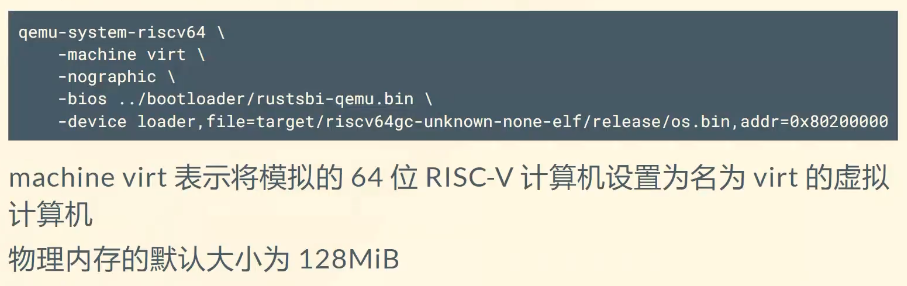 qemu-system-riscv64 \
-machine virt \
-nographic \
-bios ../bootloader/rustsbi-qemu.bin \
-device loader,file=target/riscv64gc-unknown-none-elf/release/os.bin,addr=0x80200000
machine virt 表示将模拟的 64 位 RISC-V 计算机设置为名为 virt 的虚拟
计算机
物理内存的默认大小为 128MiB